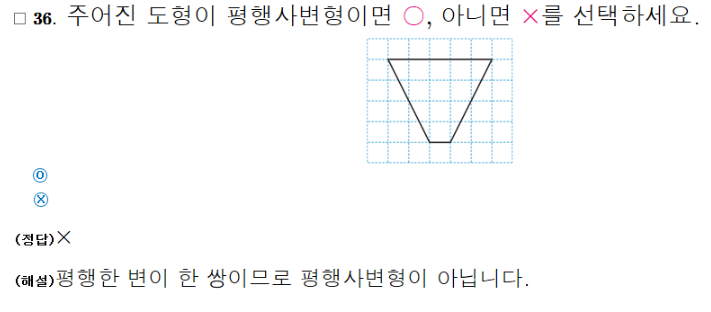 □ 36. 주어진 도형이 평행사변형이면 ○, 아니면 ×를 선택하세요.
ⓞ
ⓧ
(정답)×
(해설)평행한 변이 한 쌍이므로 평행사변형이 아닙니다.